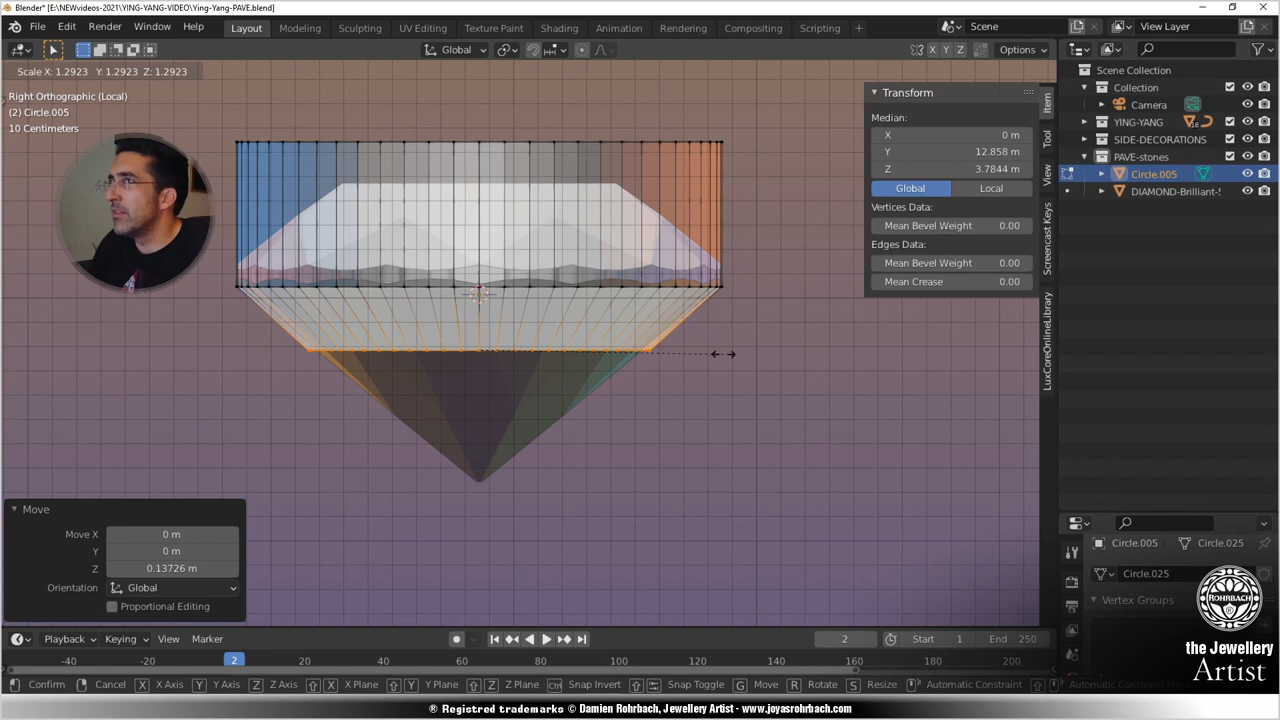 Blender* [E:\NEWvideos-2021\YING-YANG-VIDEO\Ying-Yang-PAVE.blend]
File Edit Render Window Help Layout Modeling Sculpting UV Editing Texture Paint Shading Animation Rendering Compositing Scripting + Scene View Layer
Global X Y Z Options
Scale X: 1.2923 Y: 1.2923 Z: 1.2923
Right Orthographic (Local)
(2) Circle.005
10 Centimeters
Transform
Median:
X 0 m
Y 12.858 m
Z 3.7844 m
Global Local
Vertices Data:
Mean Bevel Weight 0.00
Edges Data:
Mean Bevel Weight 0.00
Mean Crease 0.00
Item
Tool
View
Screencast Keys
LuxCoreOnlineLibrary
Scene Collection
Collection
Camera
YING-YANG 18
SIDE-DECORATIONS
PAVE-stones
Circle.005
DIAMOND-Brilliant-
Move
Move X 0 m
Y 0 m
Z 0.13726 m
Orientation Global
Proportional Editing
Circle.005 Circle.025
Circle.025
Vertex Groups
ROHRBACH
the Jewellery
Artist
Playback Keying View Marker 2 Start 1 End 250
-40 -20 2 20 40 60 80 100 120 140 160 180 200
Confirm Cancel X X Axis Y Y Axis Z Z Axis X X Plane Y Y Plane Z Z Plane Ctrl Snap Invert Snap Toggle G Move R Rotate S Resize Automatic Constraint Automatic Constraint
® Registered trademarks © Damien Rohrbach, Jewellery Artist - www.joyasrohrbach.com